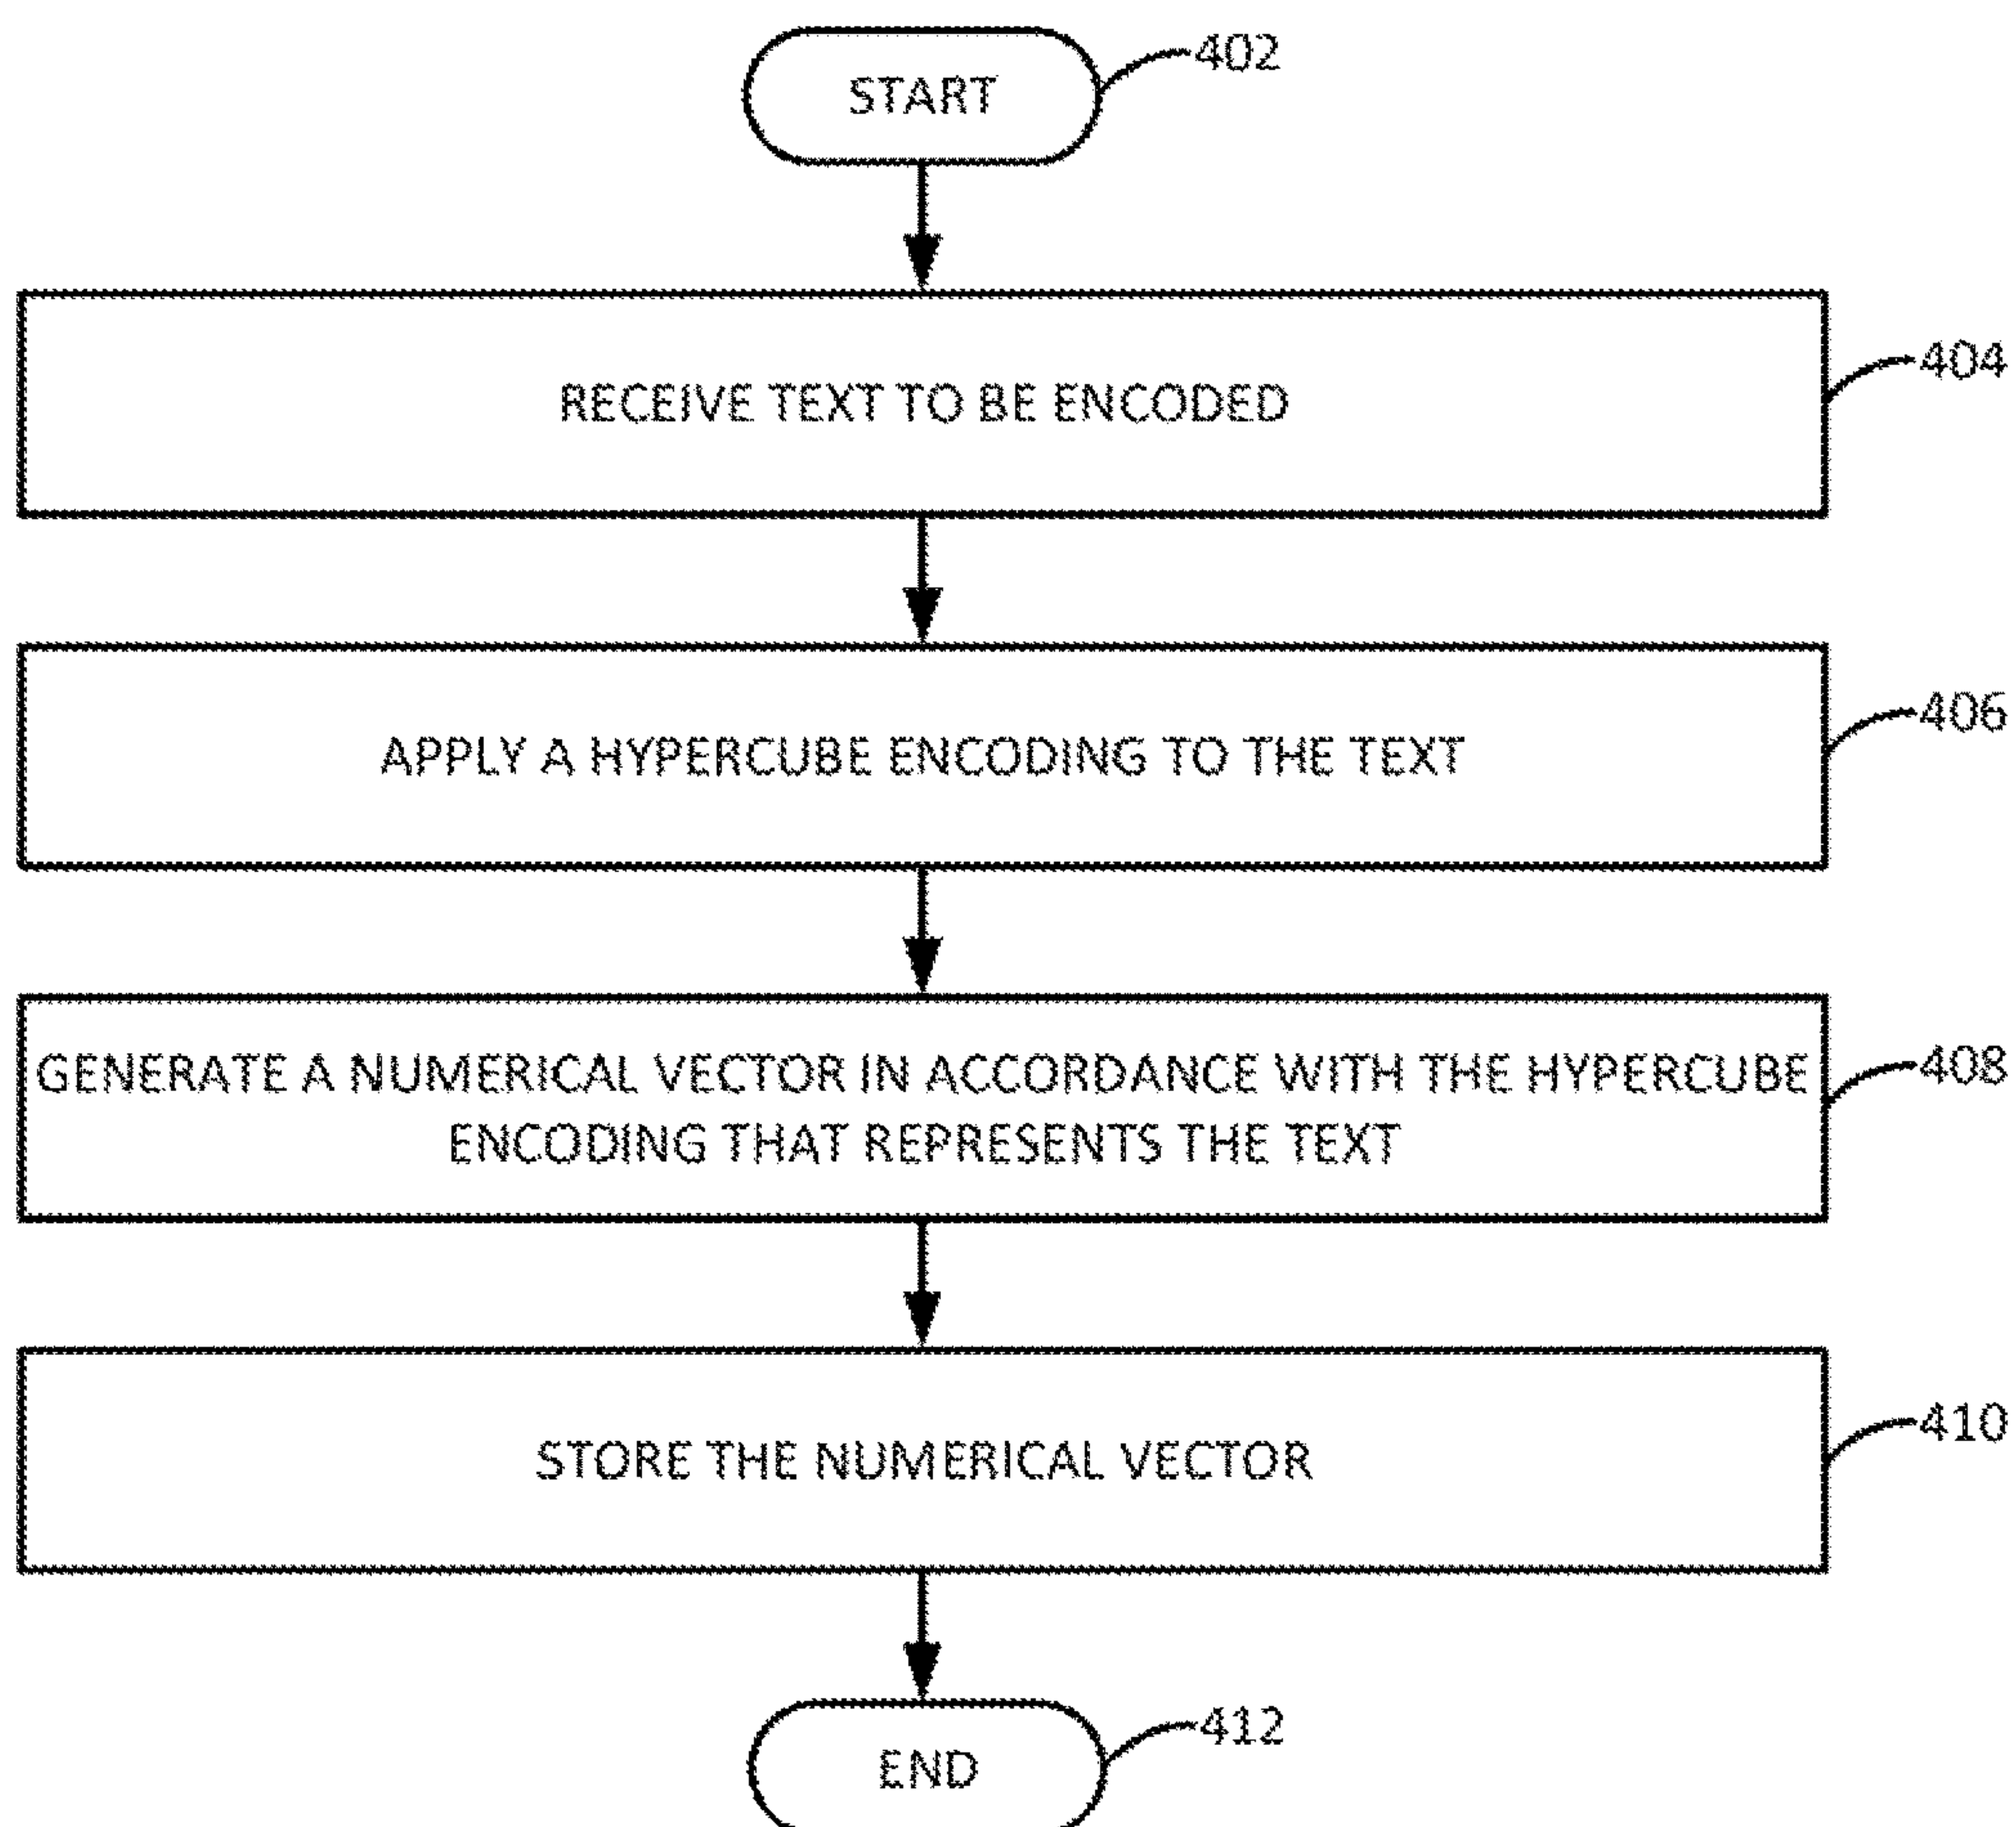 START
402
RECEIVE TEXT TO BE ENCODED
404
APPLY A HYPERCUBE ENCODING TO THE TEXT
406
GENERATE A NUMERICAL VECTOR IN ACCORDANCE WITH THE HYPERCUBE
ENCODING THAT REPRESENTS THE TEXT
408
STORE THE NUMERICAL VECTOR
410
END
412